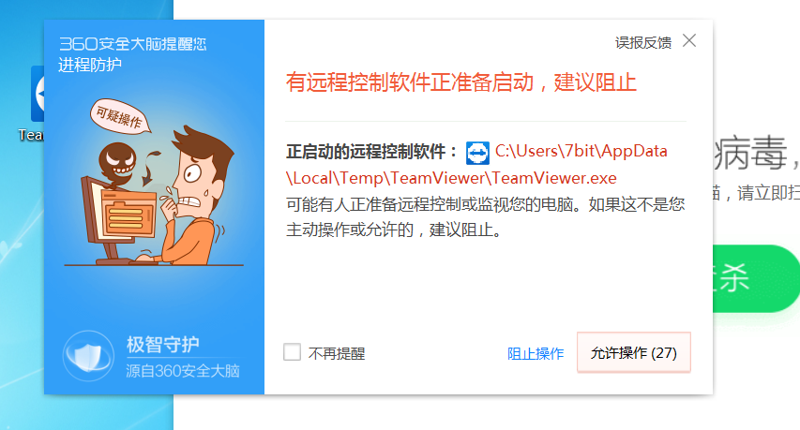 360安全大脑提醒您
进程防护
误报反馈
有远程控制软件正准备启动，建议阻止
可疑操作
正启动的远程控制软件： C:\Users\7bit\AppData
\Local\Temp\TeamViewer\TeamViewer.exe
可能有人正准备远程控制或监视您的电脑。如果这不是您
主动操作或允许的，建议阻止。
极智守护
源自360安全大脑
不再提醒
阻止操作
允许操作 (27)
Tea
病毒，
请立即扫
杀